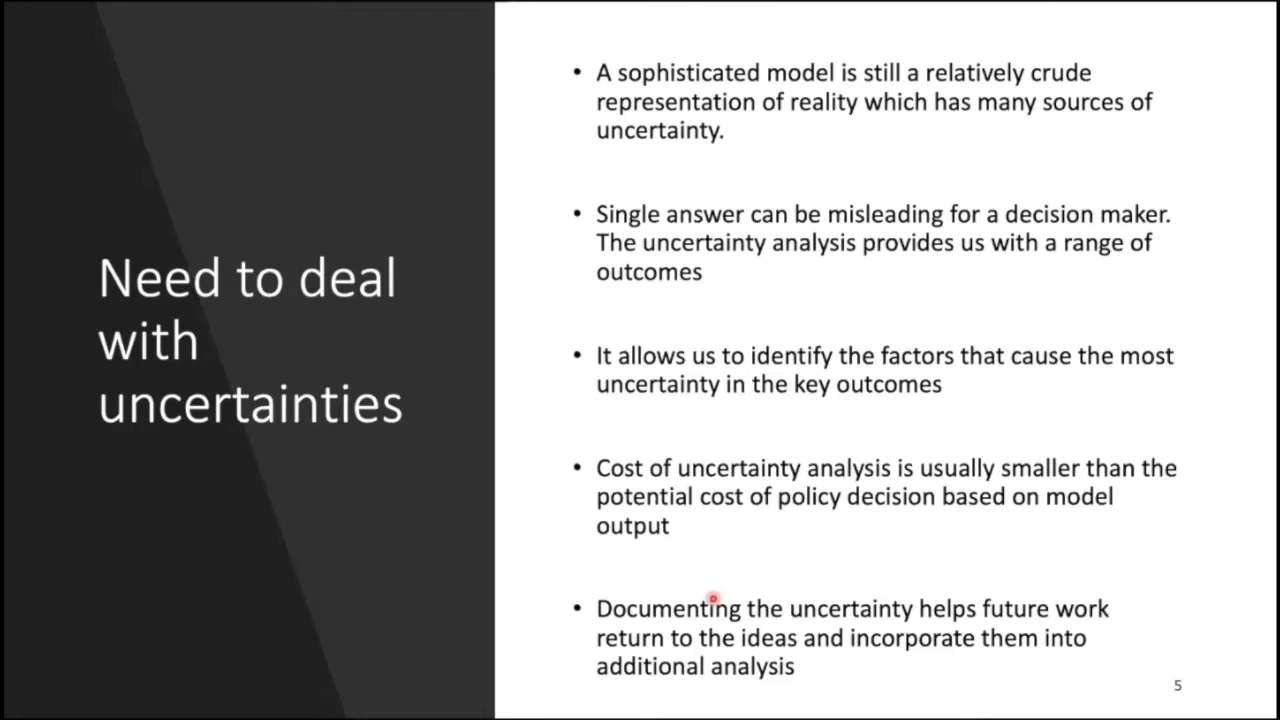 Need to deal
with
uncertainties
• A sophisticated model is still a relatively crude
representation of reality which has many sources of
uncertainty.
• Single answer can be misleading for a decision maker.
The uncertainty analysis provides us with a range of
outcomes
• It allows us to identify the factors that cause the most
uncertainty in the key outcomes
• Cost of uncertainty analysis is usually smaller than the
potential cost of policy decision based on model
output
• Documenting the uncertainty helps future work
return to the ideas and incorporate them into
additional analysis
5